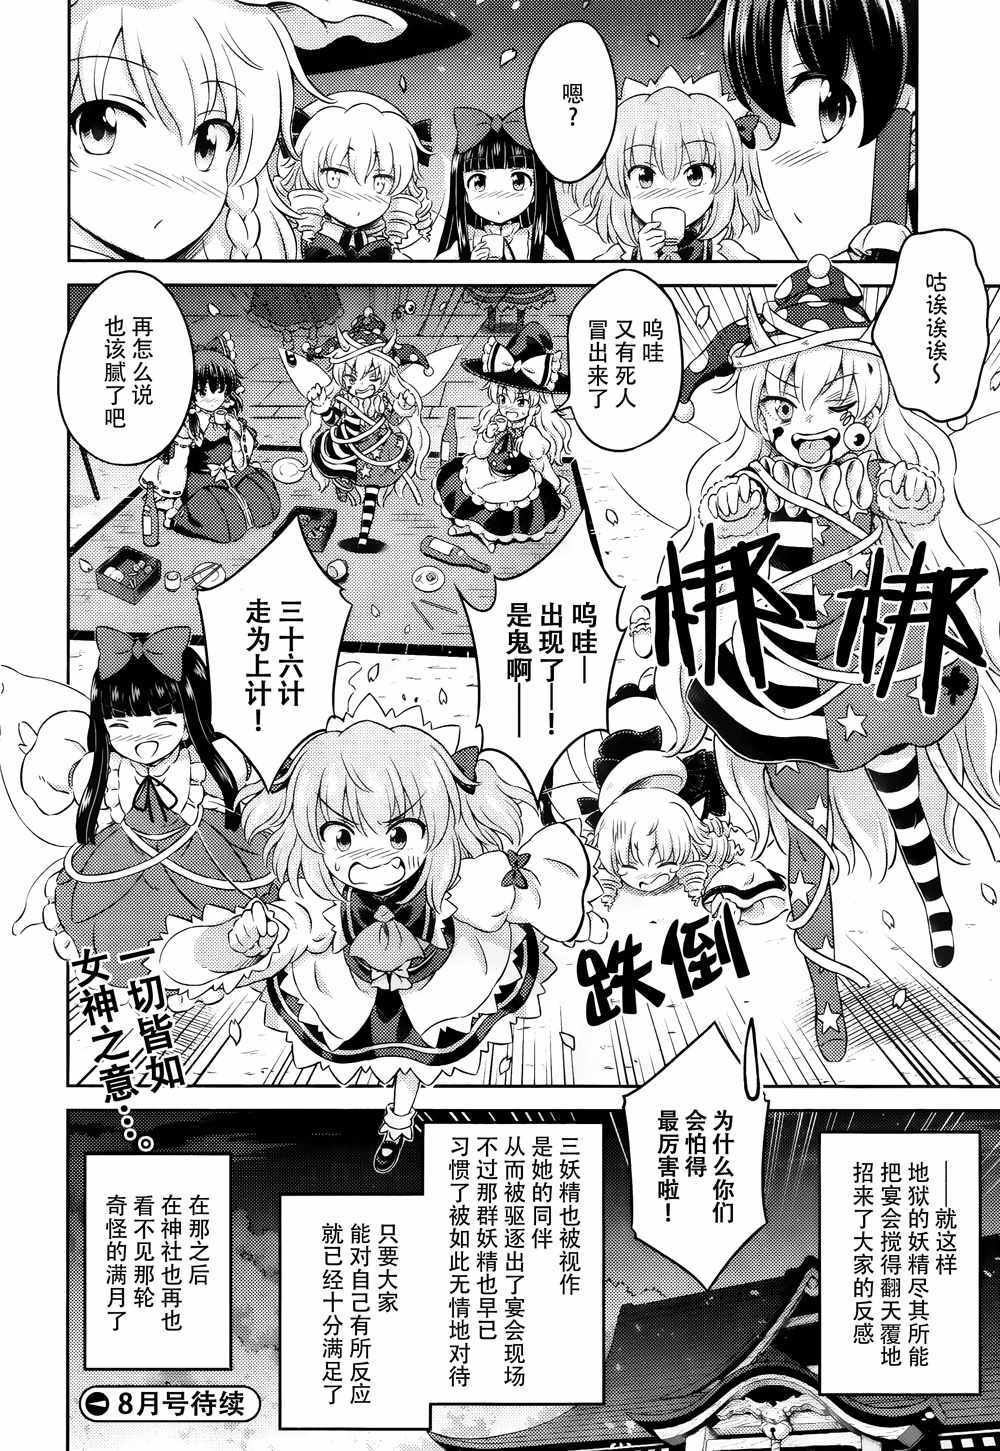 嗯?
咕诶诶诶～
呜哇
又有死人
冒出来了
再怎么说
也该腻了吧
梆
梆
呜哇—
出现了—！
是鬼啊——
三十六计
走为上计！
跌倒
一切皆如
女神之意…。
为什么你们
会怕得
最厉害啦！
——就这样
地狱的妖精尽其所能
把宴会搅得翻天覆地
招来了大家的反感
三妖精也被视作
是她的同伴
从而被驱逐出了宴会现场
不过那群妖精也早已
习惯了被如此无情地对待
只要大家
能对自己有所反应
就已经十分满足了
在那之后
在神社也再也
看不见那轮
奇怪的满月了
8月号待续